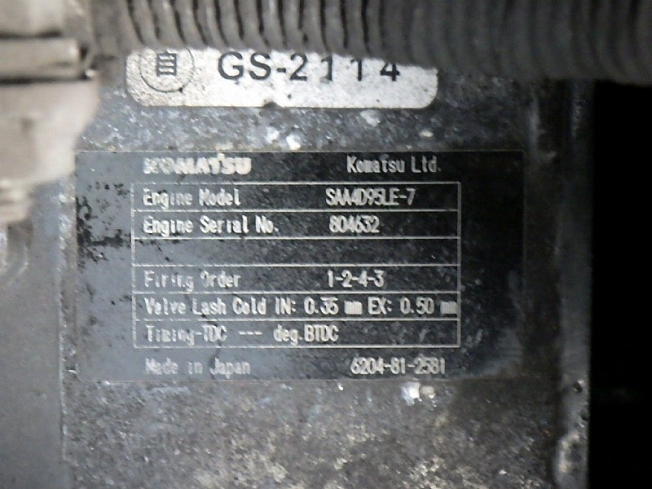 自 GS-2114
KOMATSU Komatsu Ltd.
Engine Model SAA4D95LE-7
Engine Serial No. 804632
Firing Order 1-2-4-3
Valve Lash Cold IN: 0.35 mm EX: 0.50 mm
Timing-TDC --- deg.BTDC
Made in Japan 6204-81-2581